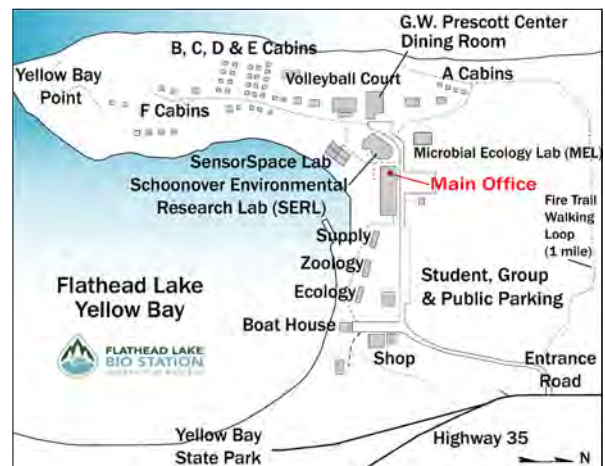 G.W. Prescott Center
Dining Room
B, C, D & E Cabins
Volleyball Court
A Cabins
Yellow Bay
Point
F Cabins
SensorSpace Lab
Microbial Ecology Lab (MEL)
Schoonover Environmental
Research Lab (SERL)
Main Office
Fire Trail
Walking
Loop
(1 mile)
Supply
Zoology
Ecology
Student, Group
& Public Parking
Flathead Lake
Yellow Bay
FLATHEAD LAKE
BIO STATION
Boat House
Shop
Entrance
Road
Yellow Bay
State Park
Highway 35
N